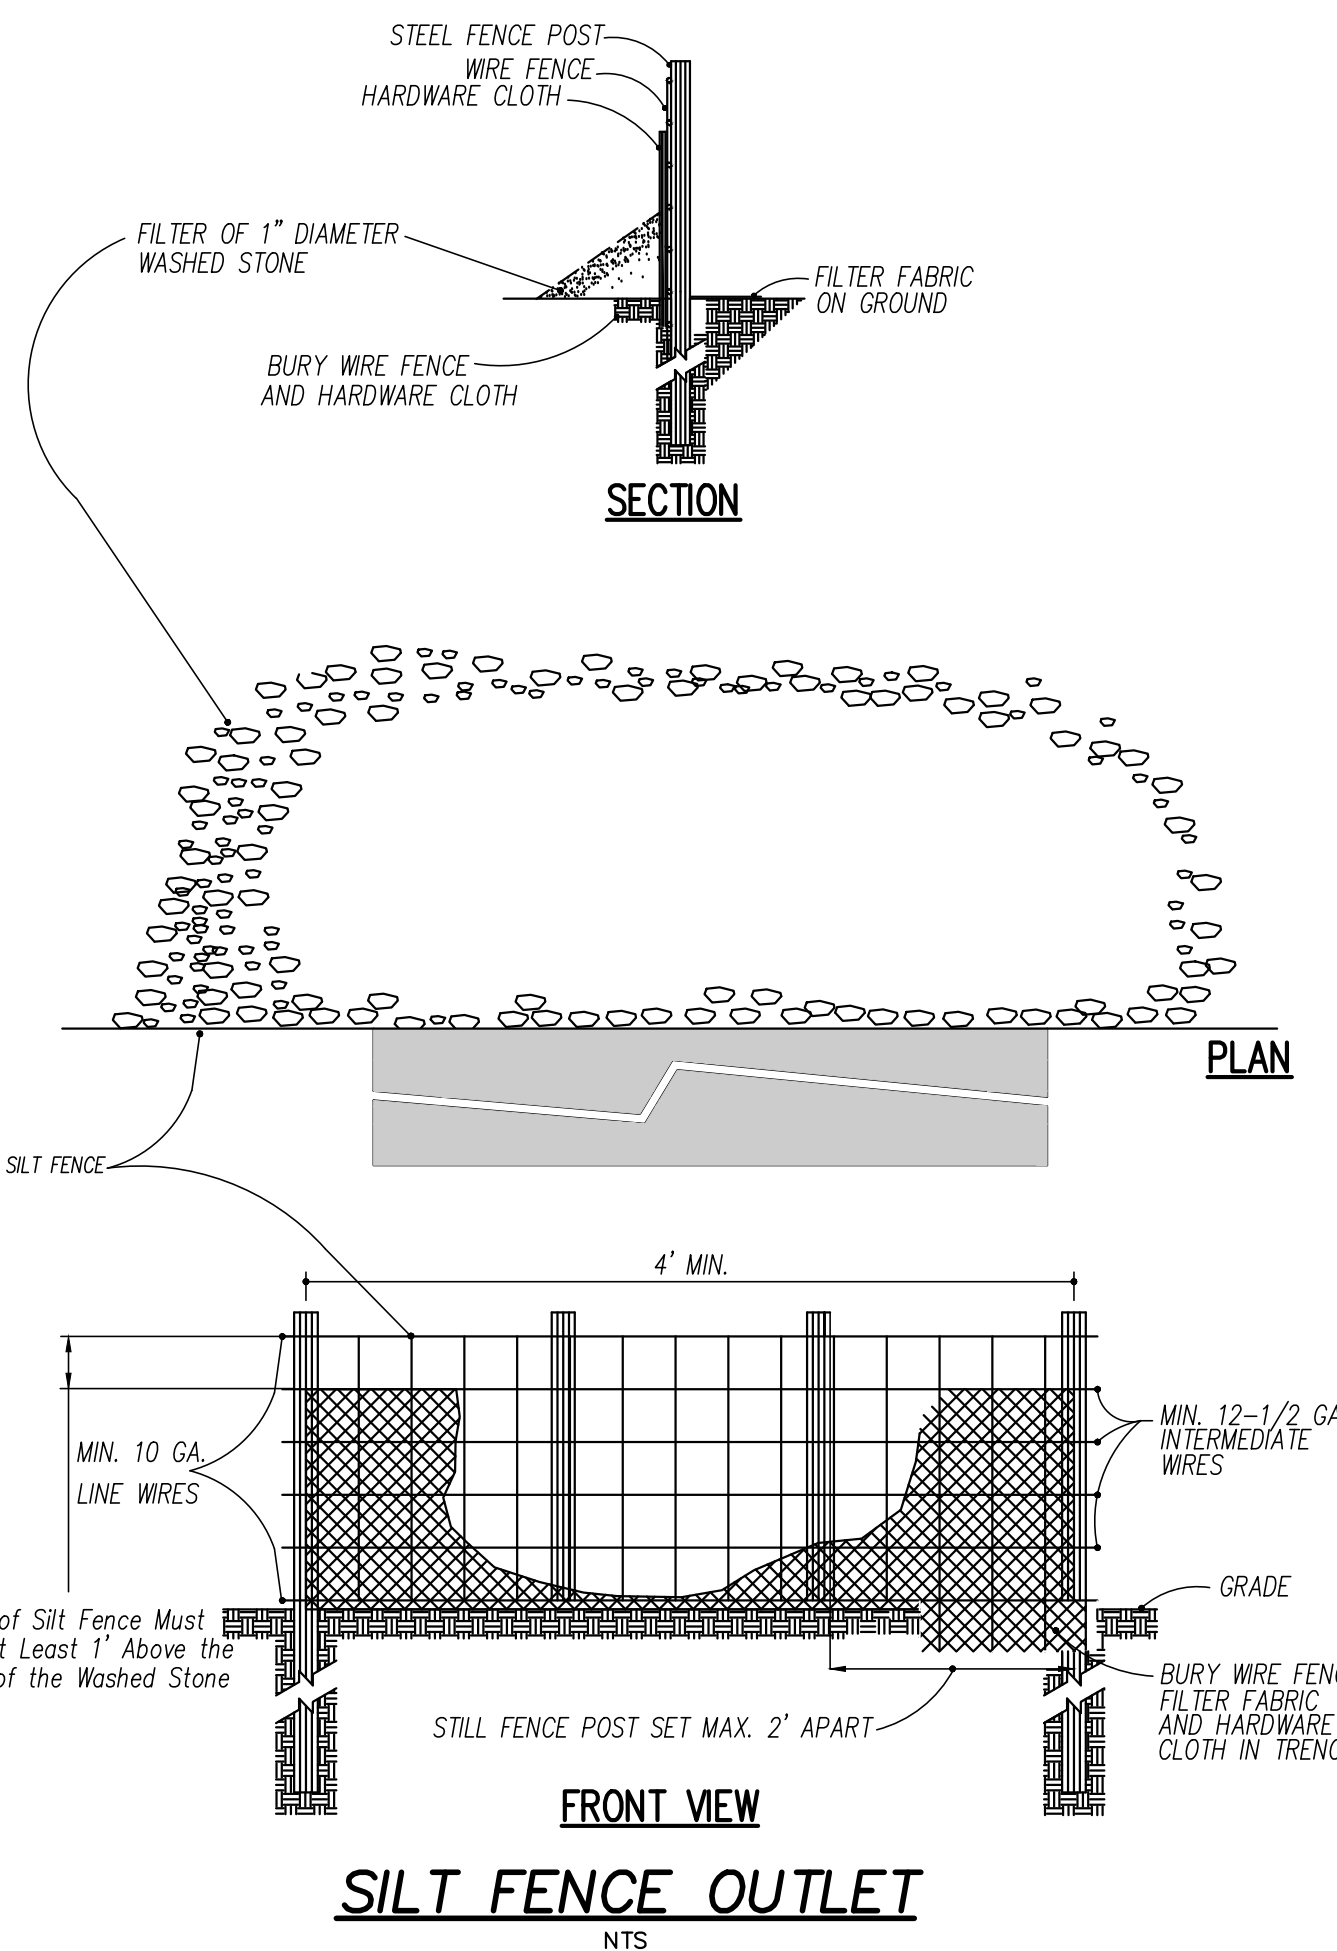 STEEL FENCE POST
WIRE FENCE
HARDWARE CLOTH
FILTER OF 1" DIAMETER
WASHED STONE
FILTER FABRIC
ON GROUND
BURY WIRE FENCE
AND HARDWARE CLOTH
SECTION
PLAN
SILT FENCE
4' MIN.
MIN. 10 GA.
LINE WIRES
MIN. 12-1/2 GA
INTERMEDIATE
WIRES
GRADE
of Silt Fence Must
t Least 1' Above the
of the Washed Stone
BURY WIRE FEN
FILTER FABRIC
AND HARDWARE
CLOTH IN TREN
STILL FENCE POST SET MAX. 2' APART
FRONT VIEW
SILT FENCE OUTLET
NTS